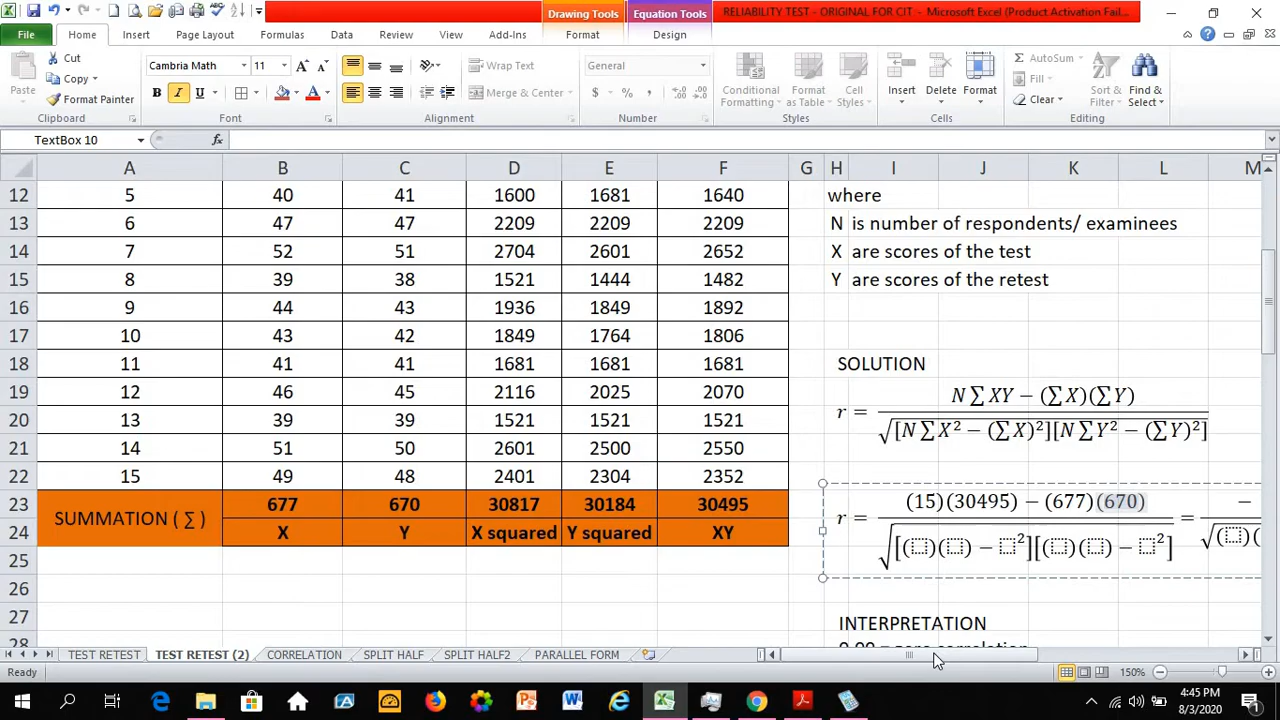 Drawing Tools Equation Tools RELIABILITY TEST - ORIGINAL FOR CIT - Microsoft Excel (Product Activation Fail...
File Home Insert Page Layout Formulas Data Review View Add-Ins Format Design
Cut
Copy
Format Painter
Paste
Clipboard
Cambria Math 11
B I U
Font
Wrap Text
Merge & Center
Alignment
General
$ % ,
Number
Conditional Formatting
Format as Table
Cell Styles
Styles
Insert
Delete
Format
Cells
AutoSum
Fill
Clear
Sort & Filter
Find & Select
Editing
TextBox 10 fx
A B C D E F G H I J K L M
12 5 40 41 1600 1681 1640 where
13 6 47 47 2209 2209 2209 N is number of respondents/ examinees
14 7 52 51 2704 2601 2652 X are scores of the test
15 8 39 38 1521 1444 1482 Y are scores of the retest
16 9 44 43 1936 1849 1892
17 10 43 42 1849 1764 1806
18 11 41 41 1681 1681 1681 SOLUTION
19 12 46 45 2116 2025 2070
20 13 39 39 1521 1521 1521
21 14 51 50 2601 2500 2550
22 15 49 48 2401 2304 2352
23 SUMMATION ( ∑ ) 677 670 30817 30184 30495
24 X Y X squared Y squared XY
25
26
27
28
r = N ∑ XY − (∑ X)(∑ Y) / √[N ∑ X² − (∑ X)²][N ∑ Y² − (∑ Y)²]
r = (15)(30495) − (677)(670) / √[(⬚)(⬚) − ⬚²][(⬚)(⬚) − ⬚²] = − / √(⬚)(
INTERPRETATION
0.00 = zero correlation
TEST RETEST TEST RETEST (2) CORRELATION SPLIT HALF SPLIT HALF2 PARALLEL FORM
Ready 150%
4:45 PM
8/3/2020